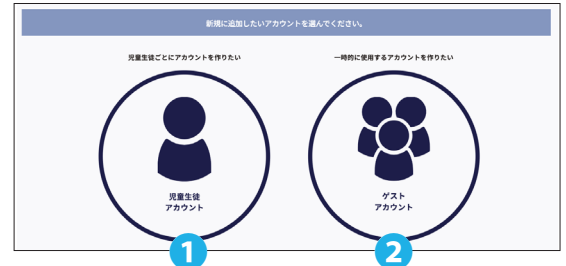 新規に追加したいアカウントを選んでください。
児童生徒ごとにアカウントを作りたい
一時的に使用するアカウントを作りたい
児童生徒
アカウント
ゲスト
アカウント
1
2